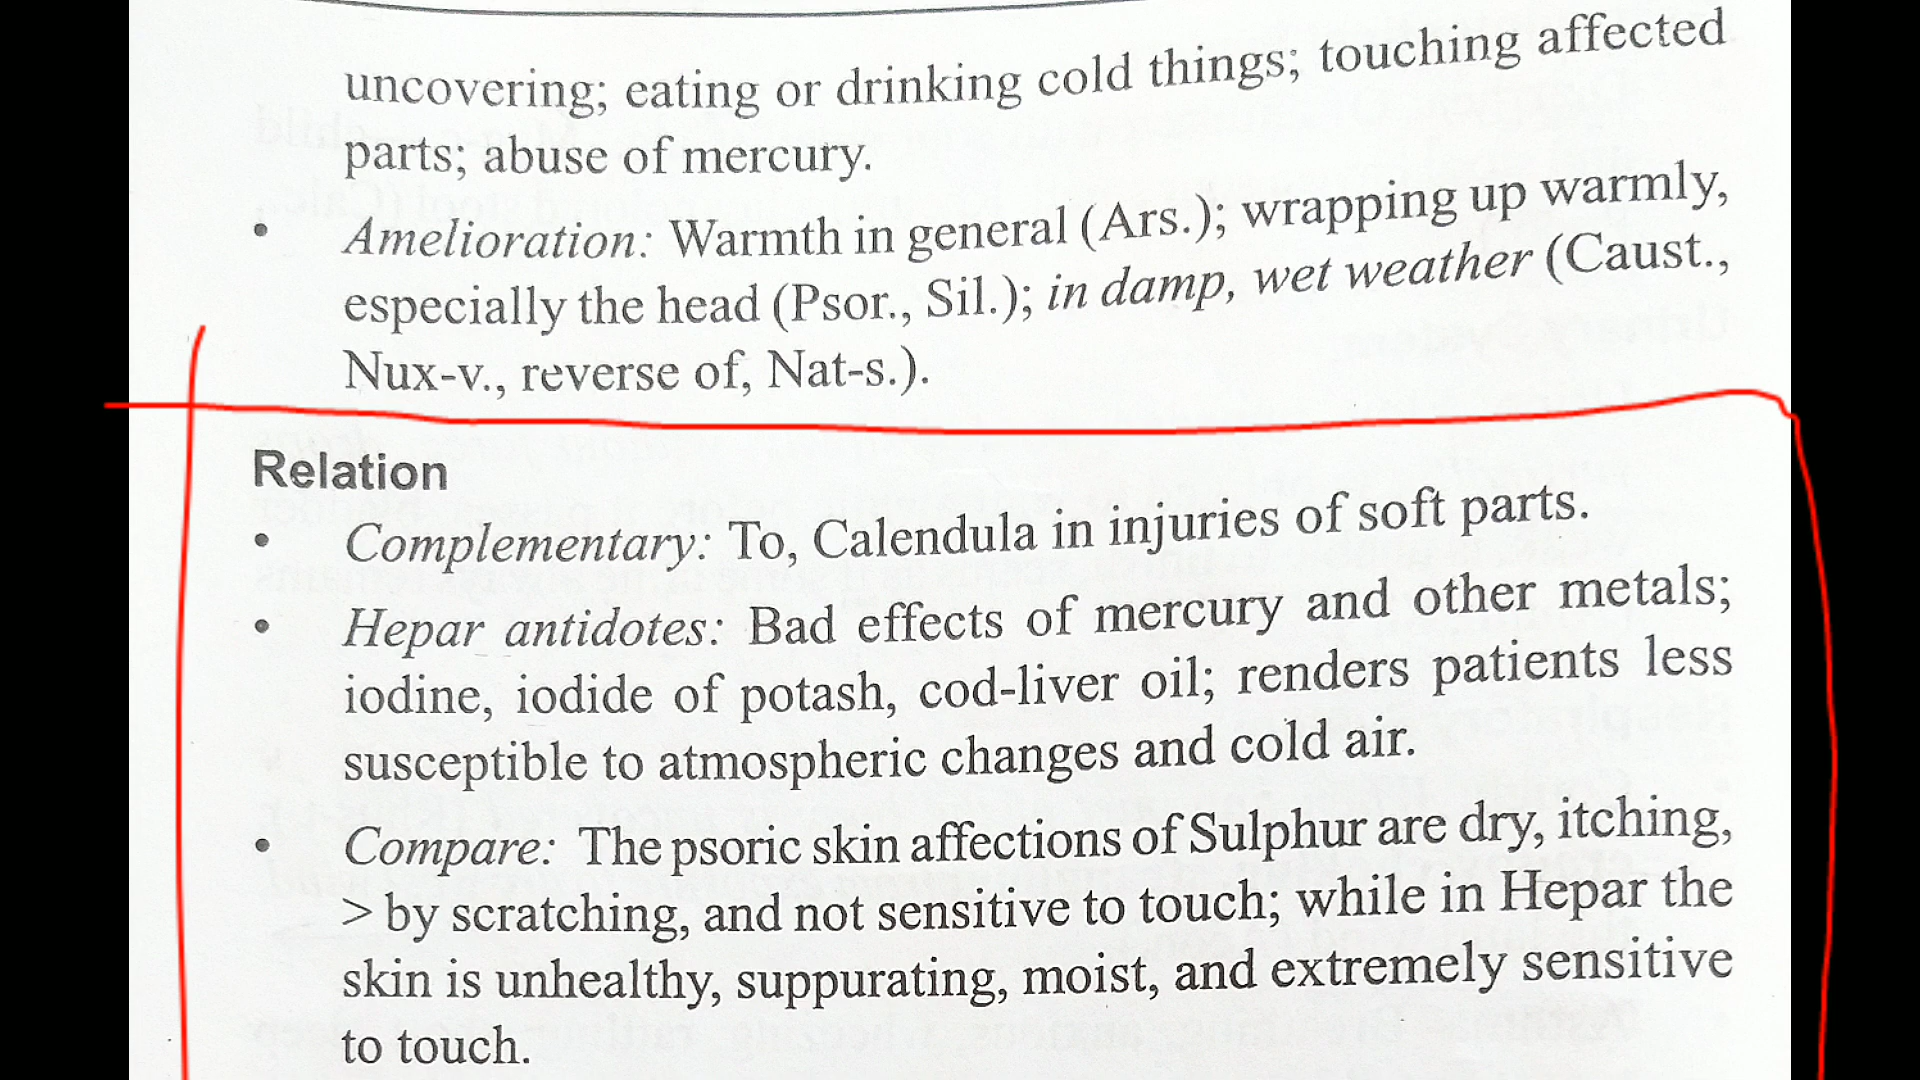 uncovering; eating or drinking cold things; touching affected
parts; abuse of mercury.
• Amelioration: Warmth in general (Ars.); wrapping up warmly,
especially the head (Psor., Sil.); in damp, wet weather (Caust.,
Nux-v., reverse of, Nat-s.).
Relation
• Complementary: To, Calendula in injuries of soft parts.
• Hepar antidotes: Bad effects of mercury and other metals;
iodine, iodide of potash, cod-liver oil; renders patients less
susceptible to atmospheric changes and cold air.
• Compare: The psoric skin affections of Sulphur are dry, itching,
> by scratching, and not sensitive to touch; while in Hepar the
skin is unhealthy, suppurating, moist, and extremely sensitive
to touch.